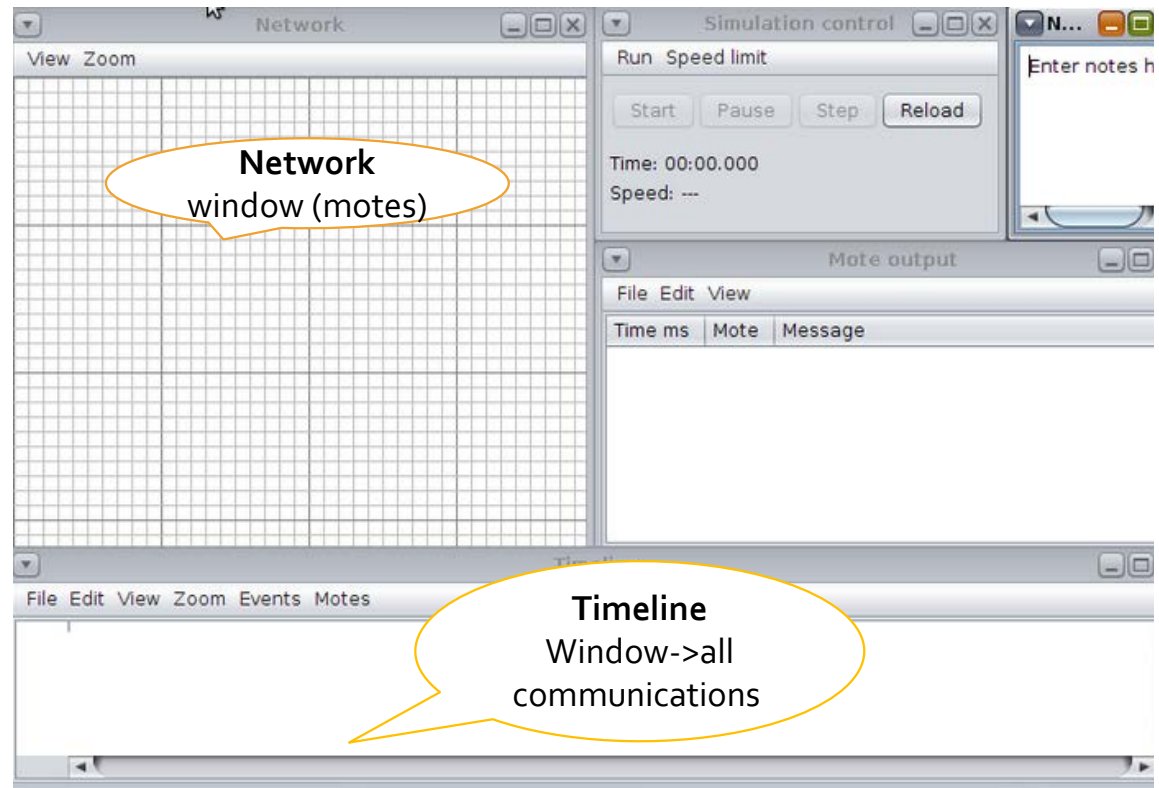 Network
View Zoom
Network
window (motes)
Simulation control
Run Speed limit
Start Pause Step Reload
Time: 00:00.000
Speed: ---
N...
Enter notes h
Mote output
File Edit View
Time ms Mote Message
File Edit View Zoom Events Motes
Timeline
Window->all
communications